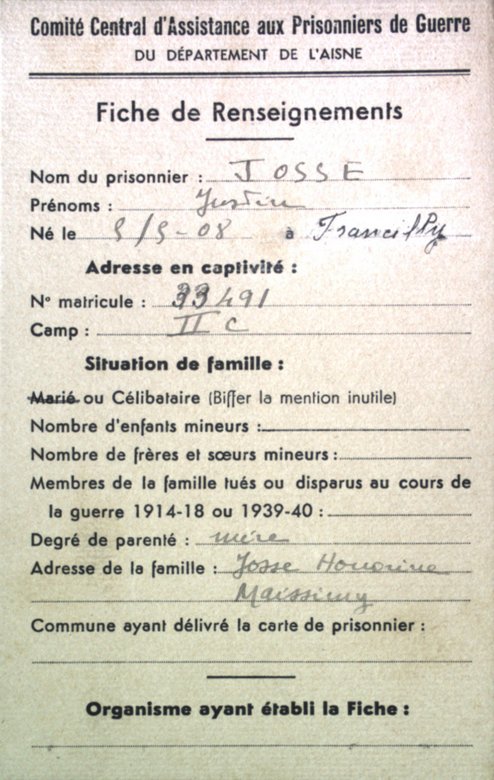 Comité Central d'Assistance aux Prisonniers de Guerre
DU DÉPARTEMENT DE L'AISNE
Fiche de Renseignements
Nom du prisonnier : JOSSE
Prénoms : Justin
Né le 9/9-08 à Francilly
Adresse en captivité :
N° matricule : 33491
Camp : II C
Situation de famille :
Marié ou Célibataire (Biffer la mention inutile)
Nombre d'enfants mineurs :
Nombre de frères et sœurs mineurs :
Membres de la famille tués ou disparus au cours de
la guerre 1914-18 ou 1939-40 :
Degré de parenté : mère
Adresse de la famille : Josse Honorine
Maissemy
Commune ayant délivré la carte de prisonnier :
Organisme ayant établi la Fiche :